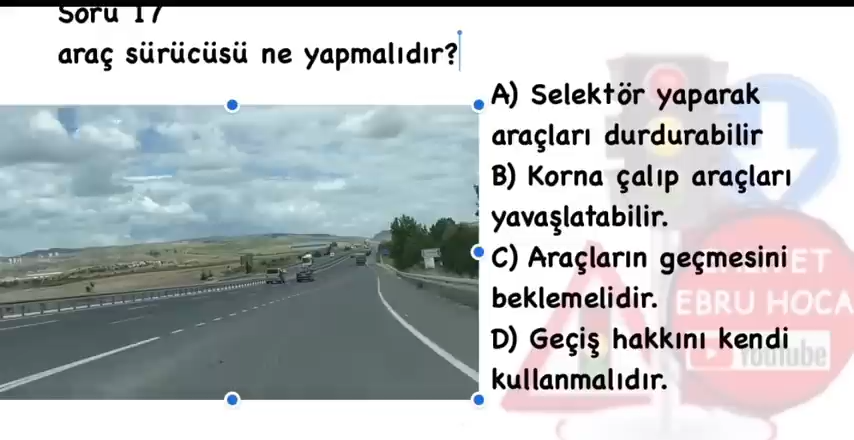 Soru 17
araç sürücüsü ne yapmalıdır?
A) Selektör yaparak
araçları durdurabilir
B) Korna çalıp araçları
yavaşlatabilir.
C) Araçların geçmesini
beklemelidir.
D) Geçiş hakkını kendi
kullanmalıdır.
EBRU HOCA
YouTube